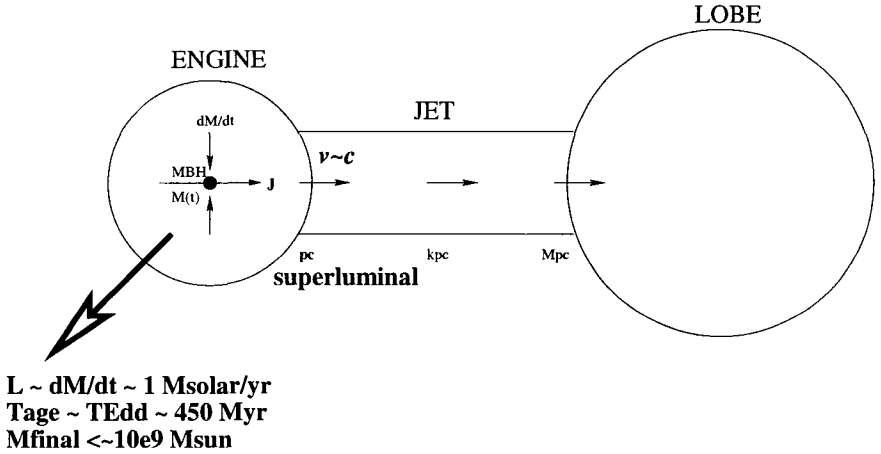 LOBE
ENGINE
JET
dM/dt
v~c
MBH
J
M(t)
pc
kpc
Mpc
superluminal
L ~ dM/dt ~ 1 Msolar/yr
Tage ~ TEdd ~ 450 Myr
Mfinal <~10e9 Msun